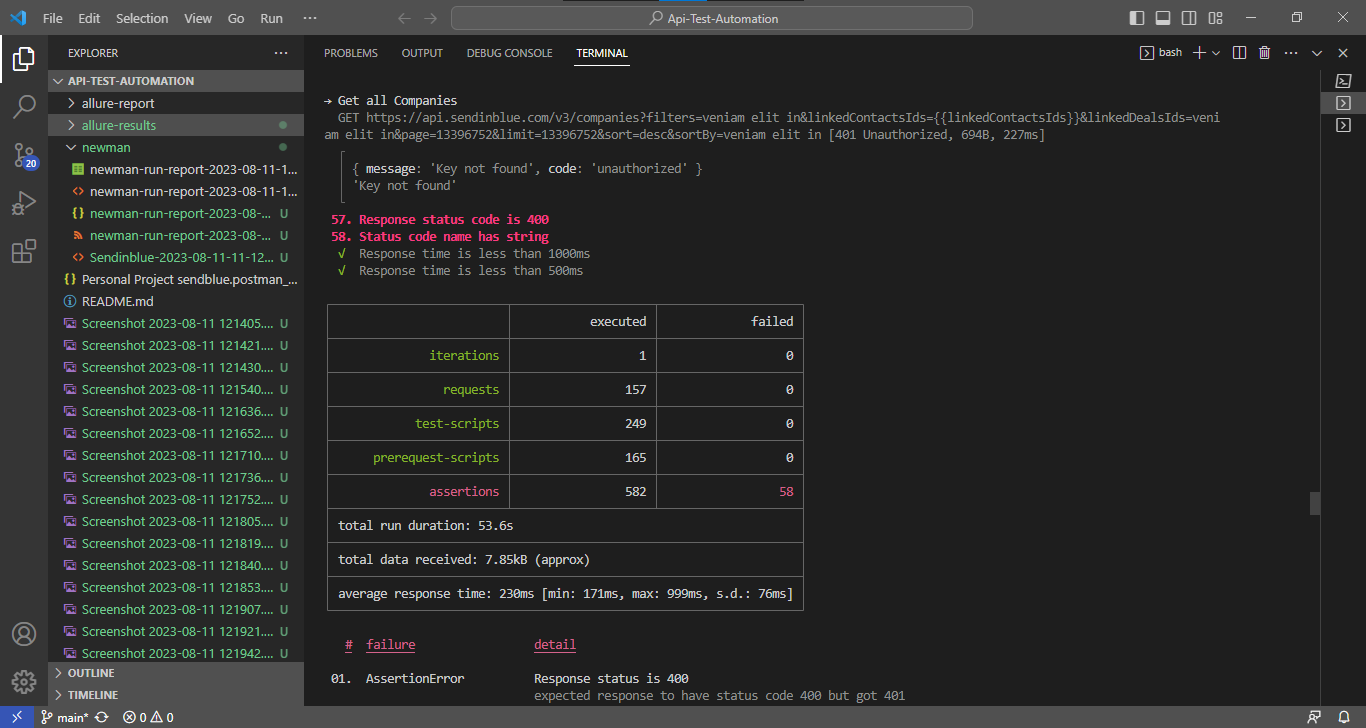 File Edit Selection View Go Run ···
Api-Test-Automation
EXPLORER ···
API-TEST-AUTOMATION
allure-report
allure-results
newman
newman-run-report-2023-08-11-1...
newman-run-report-2023-08-11-1...
newman-run-report-2023-08-... U
newman-run-report-2023-08-... U
Sendinblue-2023-08-11-11-12... U
Personal Project sendblue.postman_...
README.md
Screenshot 2023-08-11 121405.... U
Screenshot 2023-08-11 121421.... U
Screenshot 2023-08-11 121430.... U
Screenshot 2023-08-11 121540.... U
Screenshot 2023-08-11 121636.... U
Screenshot 2023-08-11 121652.... U
Screenshot 2023-08-11 121710.... U
Screenshot 2023-08-11 121736.... U
Screenshot 2023-08-11 121752.... U
Screenshot 2023-08-11 121805.... U
Screenshot 2023-08-11 121819.... U
Screenshot 2023-08-11 121840.... U
Screenshot 2023-08-11 121853.... U
Screenshot 2023-08-11 121907.... U
Screenshot 2023-08-11 121921.... U
Screenshot 2023-08-11 121942.... U
OUTLINE
TIMELINE
20
PROBLEMS OUTPUT DEBUG CONSOLE TERMINAL
bash
→ Get all Companies
GET https://api.sendinblue.com/v3/companies?filters=veniam elit in&linkedContactsIds={{linkedContactsIds}}&linkedDealsIds=veni
am elit in&page=13396752&limit=13396752&sort=desc&sortBy=veniam elit in [401 Unauthorized, 694B, 227ms]
{ message: 'Key not found', code: 'unauthorized' }
'Key not found'
57. Response status code is 400
58. Status code name has string
√ Response time is less than 1000ms
√ Response time is less than 500ms
executed failed
iterations 1 0
requests 157 0
test-scripts 249 0
prerequest-scripts 165 0
assertions 582 58
total run duration: 53.6s
total data received: 7.85kB (approx)
average response time: 230ms [min: 171ms, max: 999ms, s.d.: 76ms]
# failure detail
01. AssertionError Response status is 400
expected response to have status code 400 but got 401
main* 0 0